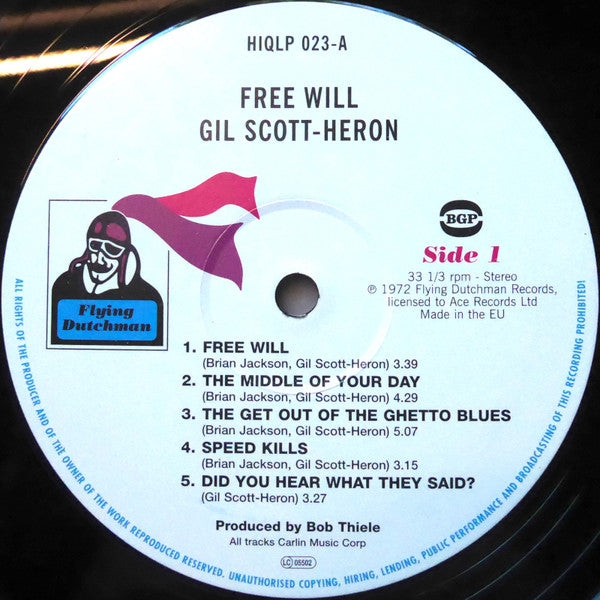 HIQLP 023-A
FREE WILL
GIL SCOTT-HERON
Flying
Dutchman
BGP
Side 1
33 1/3 rpm - Stereo
℗ 1972 Flying Dutchman Records,
licensed to Ace Records Ltd
Made in the EU
1. FREE WILL
(Brian Jackson, Gil Scott-Heron) 3.39
2. THE MIDDLE OF YOUR DAY
(Brian Jackson, Gil Scott-Heron) 4.29
3. THE GET OUT OF THE GHETTO BLUES
(Brian Jackson, Gil Scott-Heron) 5.07
4. SPEED KILLS
(Brian Jackson, Gil Scott-Heron) 3.15
5. DID YOU HEAR WHAT THEY SAID?
(Gil Scott-Heron) 3.27
Produced by Bob Thiele
All tracks Carlin Music Corp
LC 05502
ALL RIGHTS OF THE PRODUCER AND OF THE OWNER OF THE WORK REPRODUCED RESERVED. UNAUTHORISED COPYING, HIRING, LENDING, PUBLIC PERFORMANCE AND BROADCASTING OF THIS RECORDING PROHIBITED!